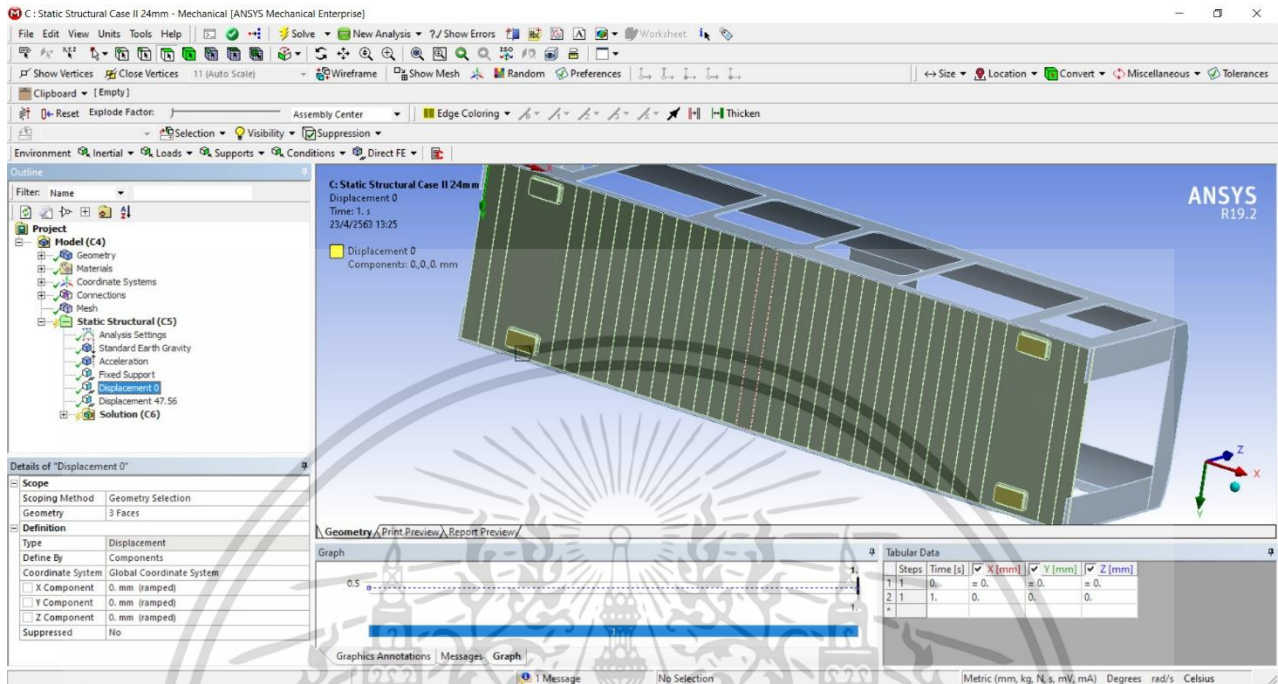 C : Static Structural Case II 24mm - Mechanical [ANSYS Mechanical Enterprise]
File Edit View Units Tools Help Solve New Analysis ?/ Show Errors Worksheet
Show Vertices Close Vertices 11 (Auto Scale) Wireframe Show Mesh Random Preferences Size Location Convert Miscellaneous Tolerances
Clipboard [Empty]
Reset Explode Factor: Assembly Center Edge Coloring Thicken
Selection Visibility Suppression
Environment Inertial Loads Supports Conditions Direct FE
Outline
Filter: Name
Project
Model (C4)
Geometry
Materials
Coordinate Systems
Connections
Mesh
Static Structural (C5)
Analysis Settings
Standard Earth Gravity
Acceleration
Fixed Support
Displacement 0
Displacement 47.56
Solution (C6)
C: Static Structural Case II 24mm
Displacement 0
Time: 1. s
23/4/2563 13:25
Displacement 0
Components: 0.,0.,0. mm
ANSYS
R19.2
Z
X
Y
Details of "Displacement 0"
Scope
Scoping Method Geometry Selection
Geometry 3 Faces
Definition
Type Displacement
Define By Components
Coordinate System Global Coordinate System
X Component 0. mm (ramped)
Y Component 0. mm (ramped)
Z Component 0. mm (ramped)
Suppressed No
Geometry Print Preview Report Preview
Graph
1.
0.5
1.
Graphics Annotations Messages Graph
Tabular Data
Steps Time [s] X [mm] Y [mm] Z [mm]
1 1 0. = 0. = 0. = 0.
2 1 1. 0. 0. 0.
*
1 Message No Selection Metric (mm, kg, N, s, mV, mA) Degrees rad/s Celsius